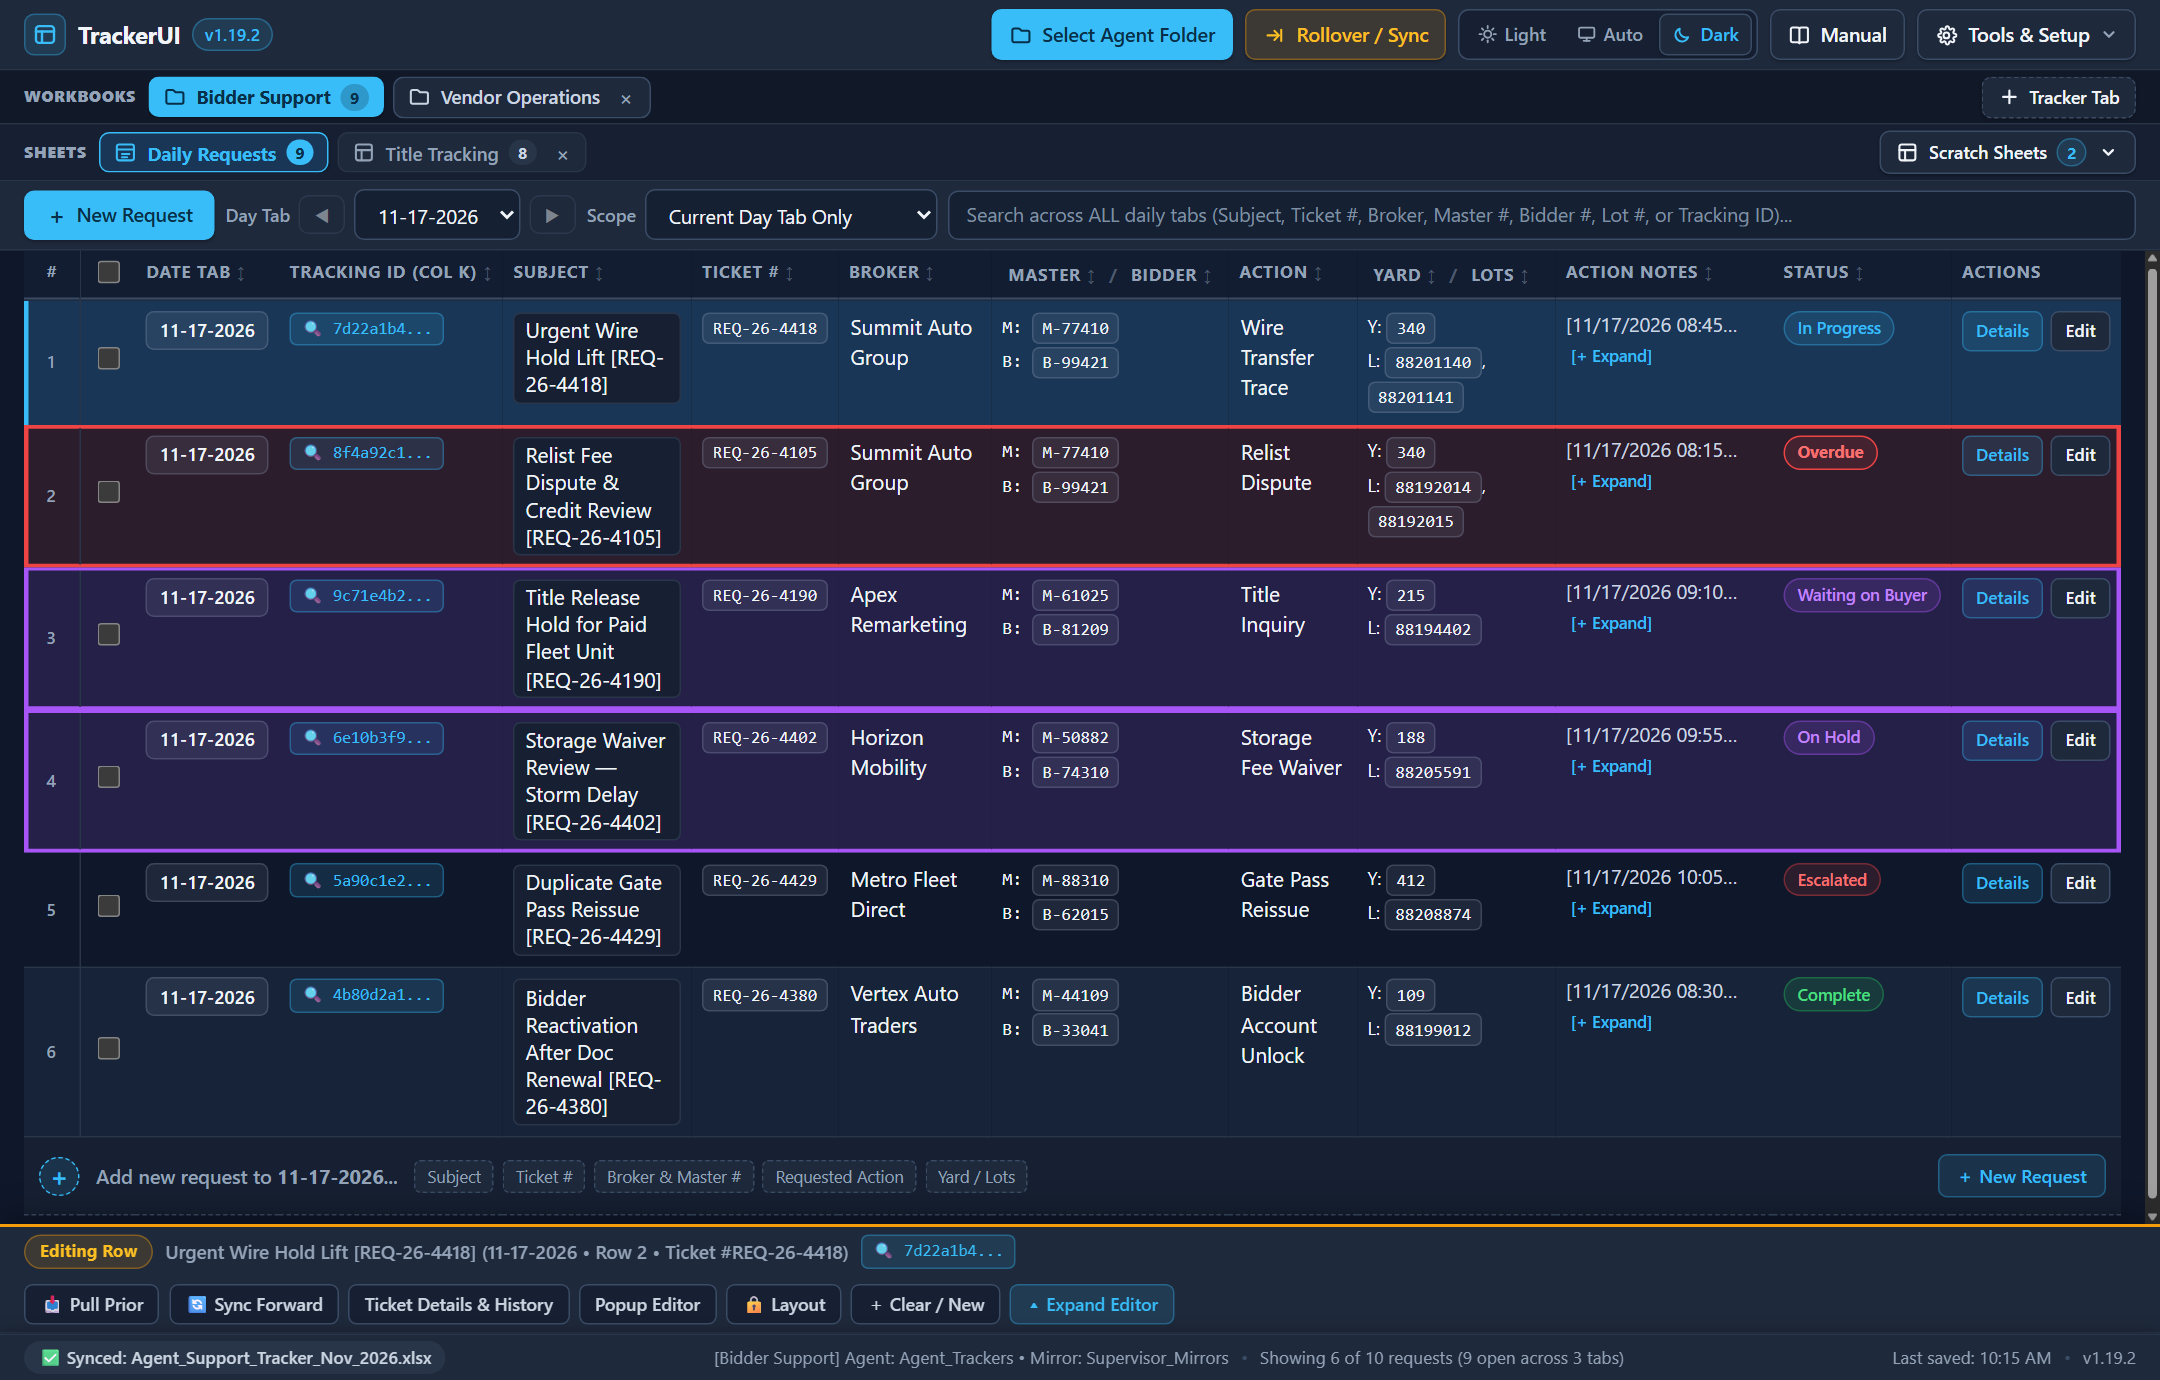 TrackerUI v1.19.2 Select Agent Folder Rollover / Sync Light Auto Dark Manual Tools & Setup
WORKBOOKS Bidder Support 9 Vendor Operations × + Tracker Tab
SHEETS Daily Requests 9 Title Tracking 8 × Scratch Sheets 2
+ New Request Day Tab ◀ 11-17-2026 ▶ Scope Current Day Tab Only Search across ALL daily tabs (Subject, Ticket #, Broker, Master #, Bidder #, Lot #, or Tracking ID)...
# DATE TAB ↕ TRACKING ID (COL K) ↕ SUBJECT ↕ TICKET # ↕ BROKER ↕ MASTER ↕ / BIDDER ↕ ACTION ↕ YARD ↕ / LOTS ↕ ACTION NOTES ↕ STATUS ↕ ACTIONS
1
11-17-2026
7d22a1b4...
Urgent Wire
Hold Lift [REQ-
26-4418]
REQ-26-4418
Summit Auto
Group
M: M-77410
B: B-99421
Wire
Transfer
Trace
Y: 340
L: 88201140,
88201141
[11/17/2026 08:45...
[+ Expand]
In Progress
Details Edit
2
11-17-2026
8f4a92c1...
Relist Fee
Dispute &
Credit Review
[REQ-26-4105]
REQ-26-4105
Summit Auto
Group
M: M-77410
B: B-99421
Relist
Dispute
Y: 340
L: 88192014,
88192015
[11/17/2026 08:15...
[+ Expand]
Overdue
Details Edit
3
11-17-2026
9c71e4b2...
Title Release
Hold for Paid
Fleet Unit
[REQ-26-4190]
REQ-26-4190
Apex
Remarketing
M: M-61025
B: B-81209
Title
Inquiry
Y: 215
L: 88194402
[11/17/2026 09:10...
[+ Expand]
Waiting on Buyer
Details Edit
4
11-17-2026
6e10b3f9...
Storage Waiver
Review —
Storm Delay
[REQ-26-4402]
REQ-26-4402
Horizon
Mobility
M: M-50882
B: B-74310
Storage
Fee Waiver
Y: 188
L: 88205591
[11/17/2026 09:55...
[+ Expand]
On Hold
Details Edit
5
11-17-2026
5a90c1e2...
Duplicate Gate
Pass Reissue
[REQ-26-4429]
REQ-26-4429
Metro Fleet
Direct
M: M-88310
B: B-62015
Gate Pass
Reissue
Y: 412
L: 88208874
[11/17/2026 10:05...
[+ Expand]
Escalated
Details Edit
6
11-17-2026
4b80d2a1...
Bidder
Reactivation
After Doc
Renewal [REQ-
26-4380]
REQ-26-4380
Vertex Auto
Traders
M: M-44109
B: B-33041
Bidder
Account
Unlock
Y: 109
L: 88199012
[11/17/2026 08:30...
[+ Expand]
Complete
Details Edit
+ Add new request to 11-17-2026... Subject Ticket # Broker & Master # Requested Action Yard / Lots + New Request
Editing Row Urgent Wire Hold Lift [REQ-26-4418] (11-17-2026 • Row 2 • Ticket #REQ-26-4418) 7d22a1b4...
Pull Prior Sync Forward Ticket Details & History Popup Editor Layout + Clear / New ▲ Expand Editor
Synced: Agent_Support_Tracker_Nov_2026.xlsx [Bidder Support] Agent: Agent_Trackers • Mirror: Supervisor_Mirrors • Showing 6 of 10 requests (9 open across 3 tabs) Last saved: 10:15 AM • v1.19.2